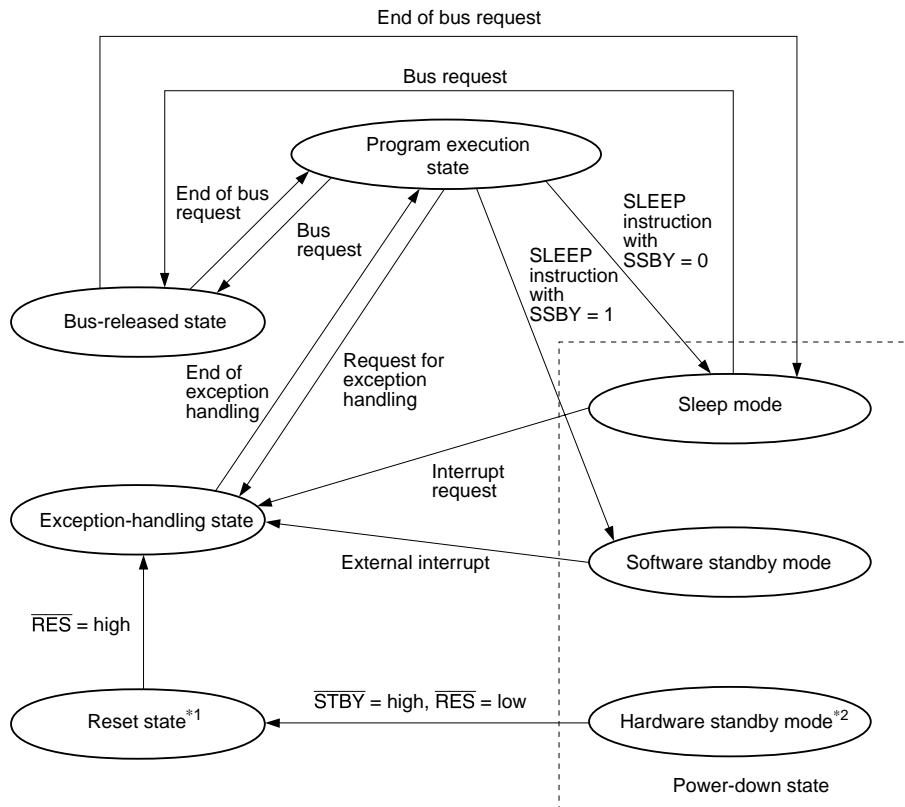 End of bus request
Bus request
Program execution
state
End of bus
request
Bus
request
SLEEP
instruction
with
SSBY = 0
SLEEP
instruction
with
SSBY = 1
Bus-released state
End of
exception
handling
Request for
exception
handling
Sleep mode
Interrupt
request
Exception-handling state
External interrupt
Software standby mode
R̅E̅S̅ = high
S̅T̅B̅Y̅ = high, R̅E̅S̅ = low
Reset state*1
Hardware standby mode*2
Power-down state